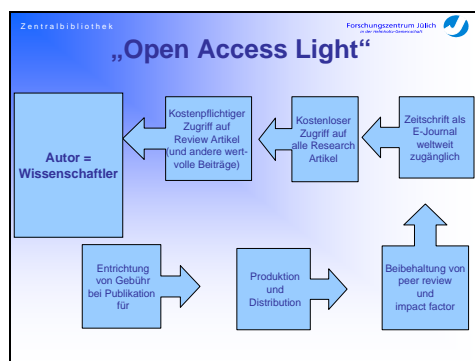 Zentralbibliothek
Forschungszentrum Jülich
in der Helmholtz-Gemeinschaft
„Open Access Light“
Autor =
Wissenschaftler
Kostenpflichtiger
Zugriff auf
Review Artikel
(und andere wert-
volle Beiträge)
Kostenloser
Zugriff auf
alle Research
Artikel
Zeitschrift als
E-Journal
weltweit
zugänglich
Entrichtung
von Gebühr
bei Publikation
für
Produktion
und
Distribution
Beibehaltung von
peer review
und
impact factor